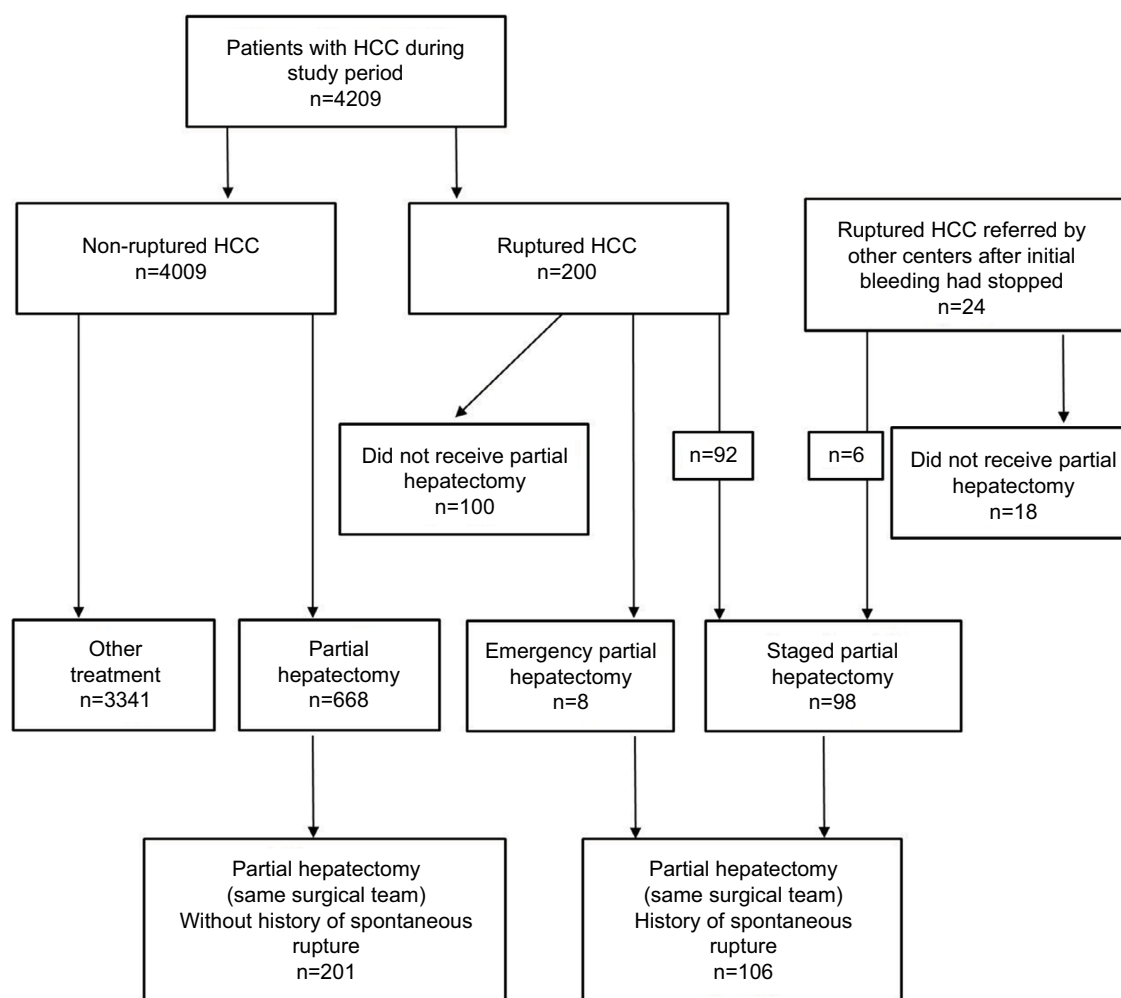 Patients with HCC during
study period
n=4209
Non-ruptured HCC
n=4009
Ruptured HCC
n=200
Ruptured HCC referred by
other centers after initial
bleeding had stopped
n=24
Did not receive partial
hepatectomy
n=100
n=92
n=6
Did not receive partial
hepatectomy
n=18
Other
treatment
n=3341
Partial
hepatectomy
n=668
Emergency partial
hepatectomy
n=8
Staged partial
hepatectomy
n=98
Partial hepatectomy
(same surgical team)
Without history of spontaneous
rupture
n=201
Partial hepatectomy
(same surgical team)
History of spontaneous
rupture
n=106